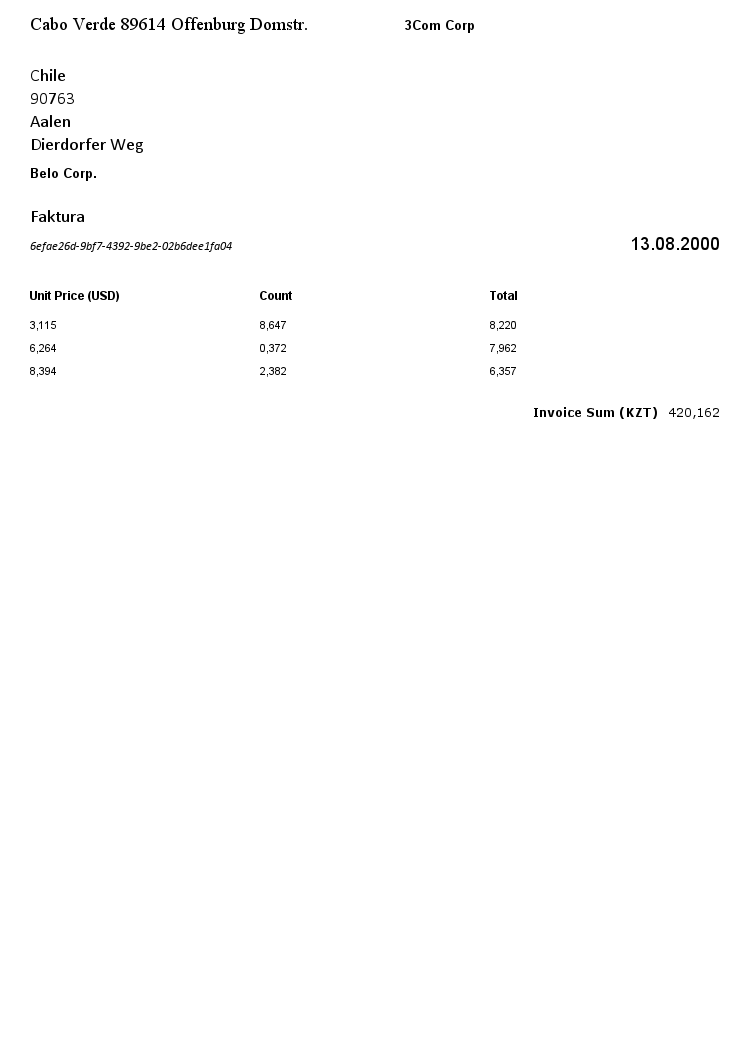 Cabo Verde 89614 Offenburg Domstr. 3Com Corp
Chile
90763
Aalen
Dierdorfer Weg
Belo Corp.
Faktura
6efae26d-9bf7-4392-9be2-02b6dee1fa04 13.08.2000
Unit Price (USD) Count Total
3,115 8,647 8,220
6,264 0,372 7,962
8,394 2,382 6,357
Invoice Sum (KZT) 420,162